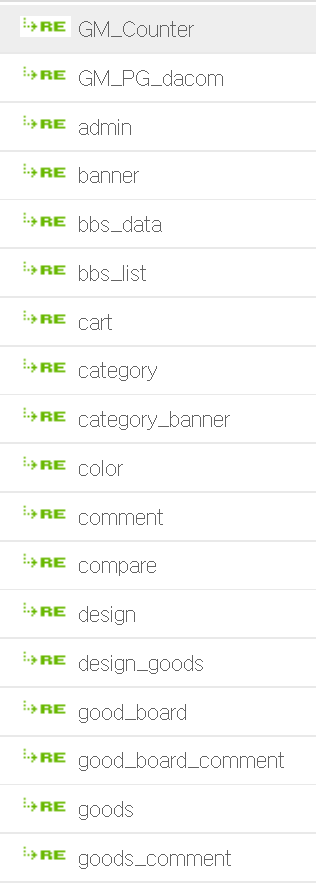 RE GM_Counter
RE GM_PG_dacom
RE admin
RE banner
RE bbs_data
RE bbs_list
RE cart
RE category
RE category_banner
RE color
RE comment
RE compare
RE design
RE design_goods
RE good_board
RE good_board_comment
RE goods
RE goods_comment